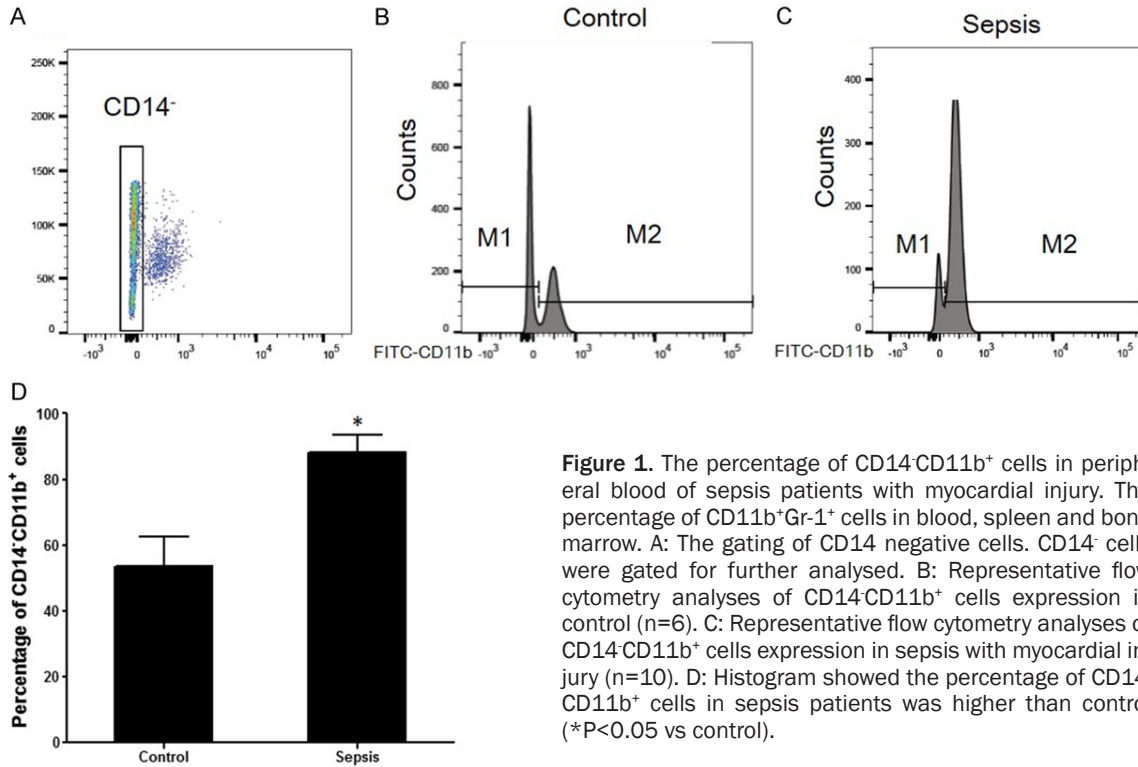 A
250K
200K
150K
100K
50K
0
CD14⁻
-10³ 0 10³ 10⁴ 10⁵
B
Control
Counts
800
600
400
200
0
M1 M2
FITC-CD11b -10³ 0 10³ 10⁴ 10⁵
C
Sepsis
Counts
400
300
200
100
0
M1 M2
FITC-CD11b -10³ 0 10³ 10⁴ 10⁵
D
Percentage of CD14⁻CD11b⁺ cells
100
80
60
40
20
0
*
Control Sepsis
Figure 1. The percentage of CD14⁻CD11b⁺ cells in periph
eral blood of sepsis patients with myocardial injury. Th
percentage of CD11b⁺Gr-1⁺ cells in blood, spleen and bon
marrow. A: The gating of CD14 negative cells. CD14⁻ cell
were gated for further analysed. B: Representative flow
cytometry analyses of CD14⁻CD11b⁺ cells expression i
control (n=6). C: Representative flow cytometry analyses o
CD14⁻CD11b⁺ cells expression in sepsis with myocardial in
jury (n=10). D: Histogram showed the percentage of CD14
CD11b⁺ cells in sepsis patients was higher than contro
(*P<0.05 vs control).